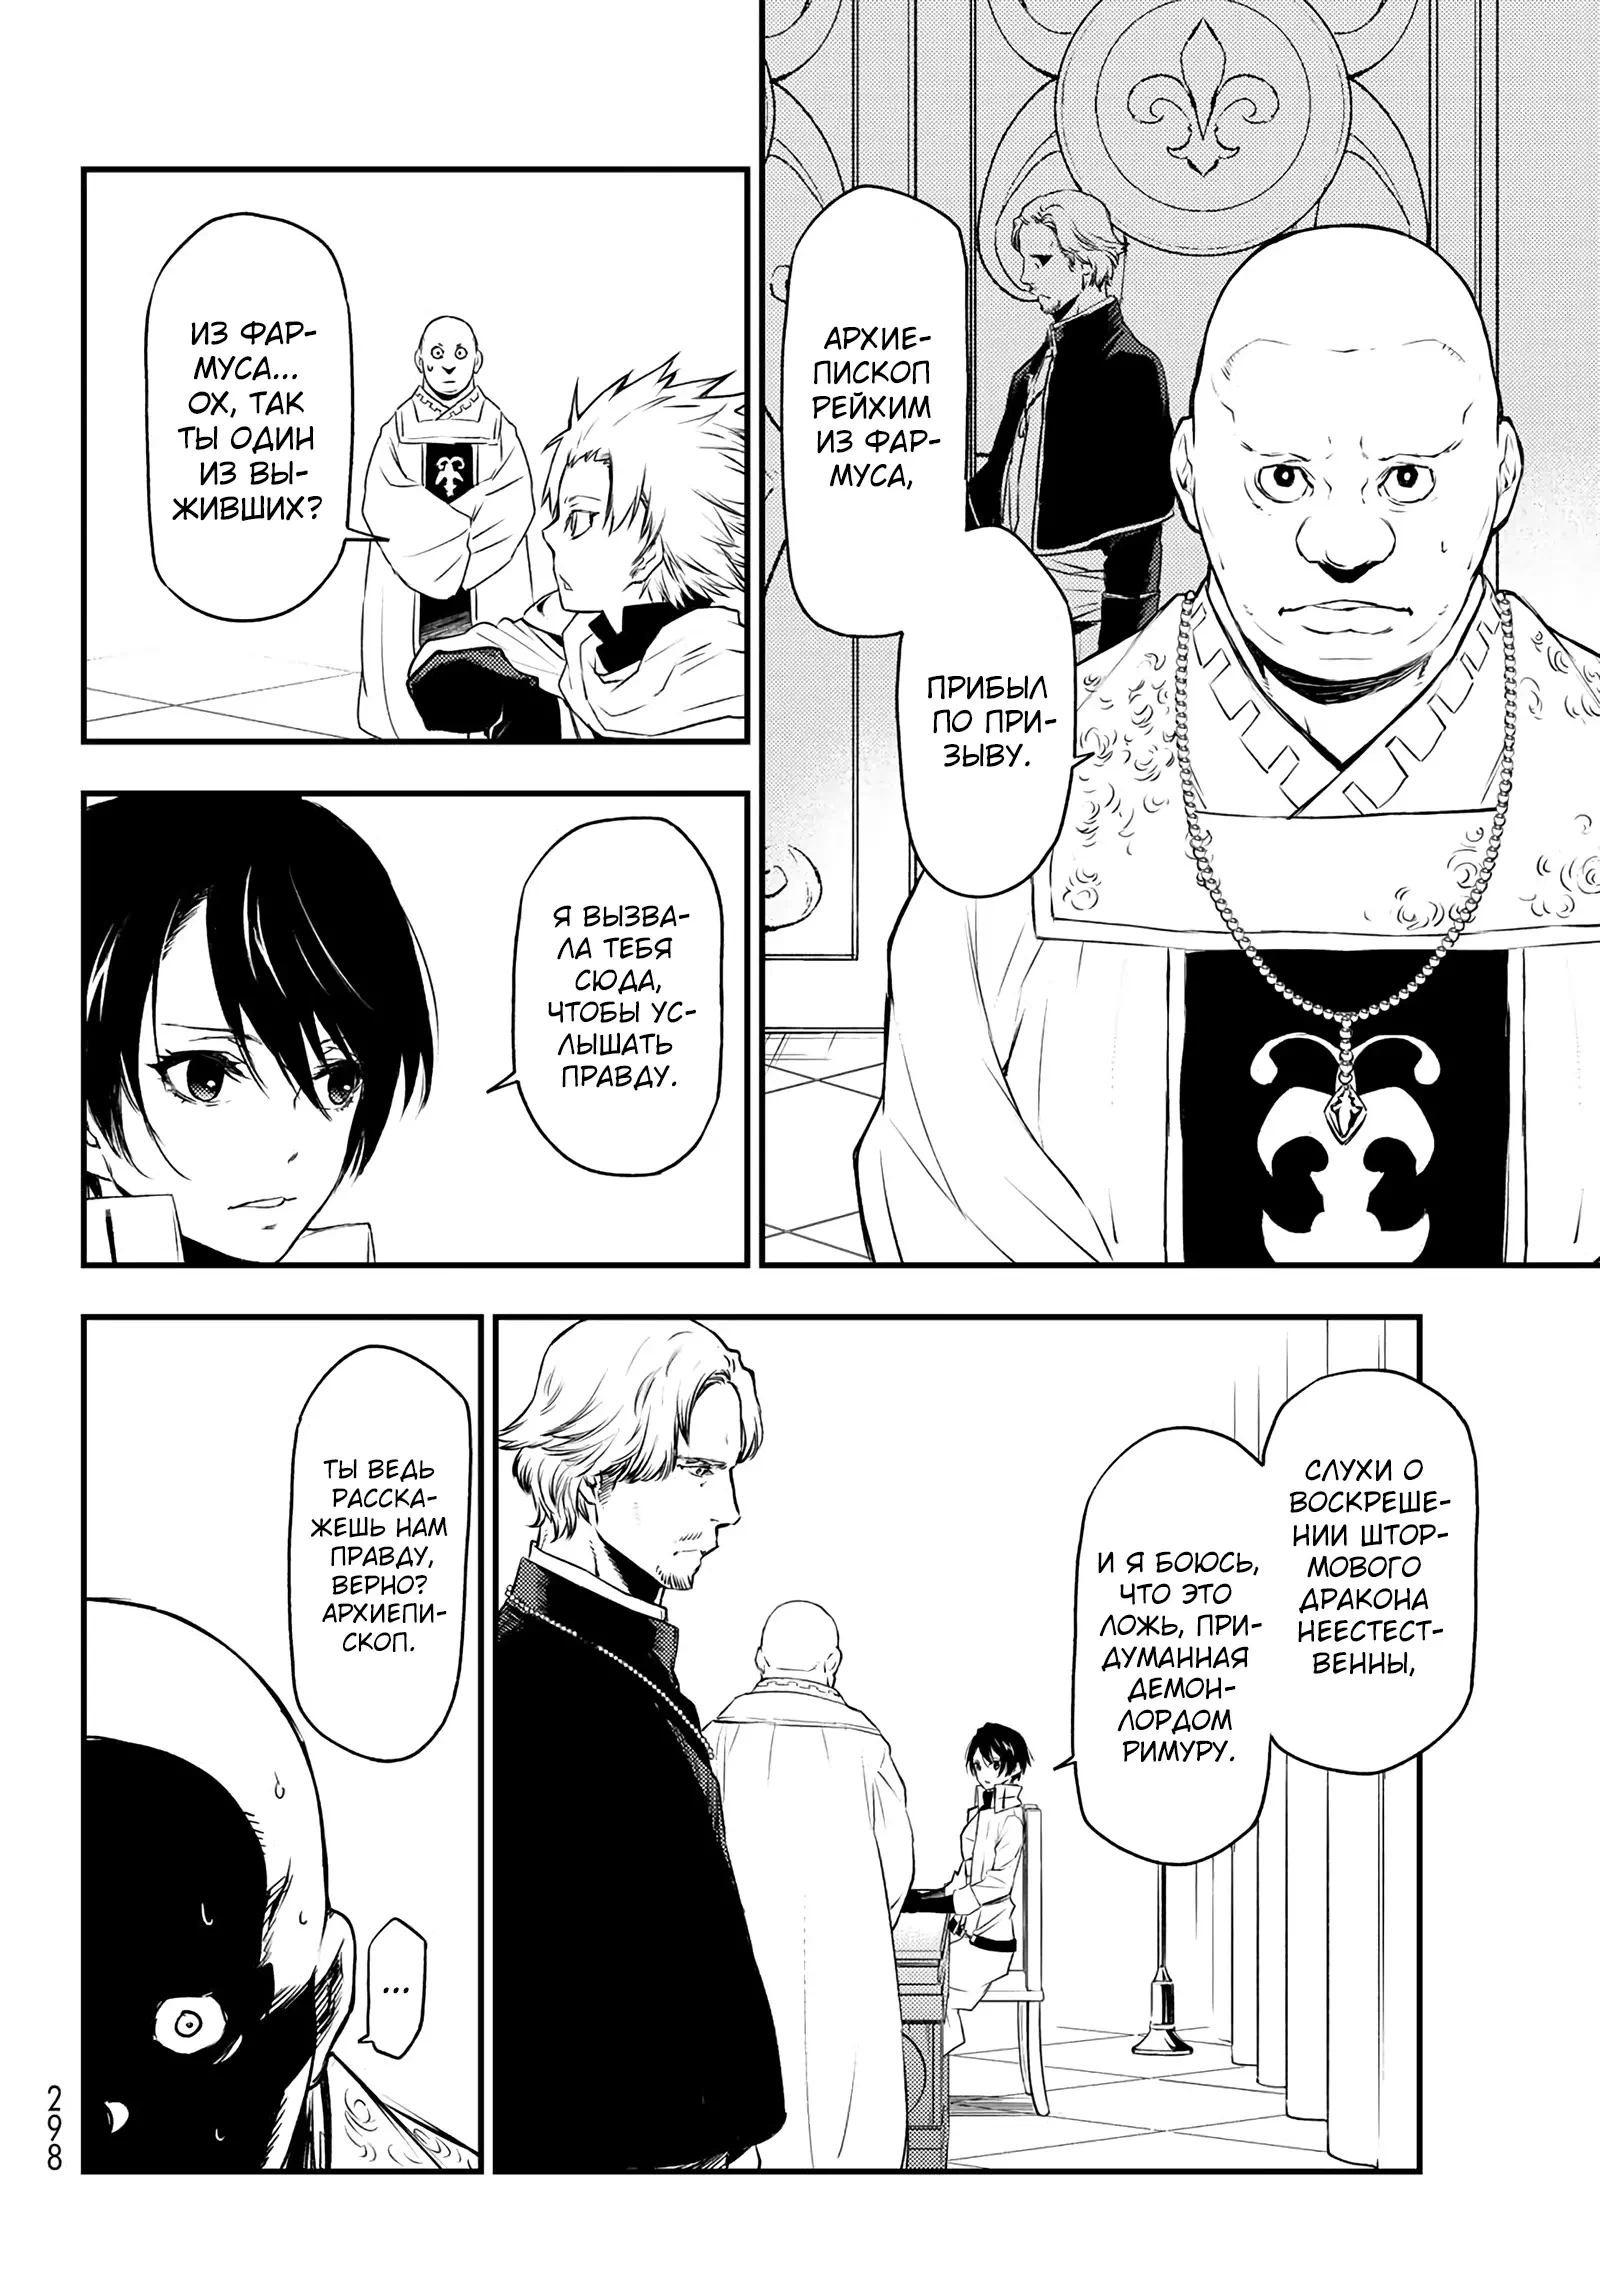 АРХИЕ-
ПИСКОП
РЕЙХИМ
ИЗ ФАР-
МУСА,
ПРИБЫЛ
ПО ПРИ-
ЗЫВУ.
ИЗ ФАР-
МУСА...
ОХ, ТАК
ТЫ ОДИН
ИЗ ВЫ-
ЖИВШИХ?
Я ВЫЗВА-
ЛА ТЕБЯ
СЮДА,
ЧТОБЫ УС-
ЛЫШАТЬ
ПРАВДУ.
СЛУХИ О
ВОСКРЕШЕ-
НИИ ШТОР-
МОВОГО
ДРАКОНА
НЕЕСТЕСТ-
ВЕННЫ,
И Я БОЮСЬ,
ЧТО ЭТО
ЛОЖЬ, ПРИ-
ДУМАННАЯ
ДЕМОН-
ЛОРДОМ
РИМУРУ.
ТЫ ВЕДЬ
РАССКА-
ЖЕШЬ НАМ
ПРАВДУ,
ВЕРНО?
АРХИЕПИ-
СКОП.
...
298